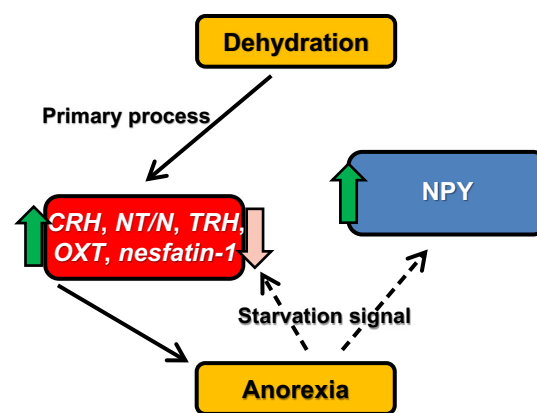 Dehydration
Primary process
NPY
CRH, NT/N, TRH,
OXT, nesfatin-1
Starvation signal
Anorexia